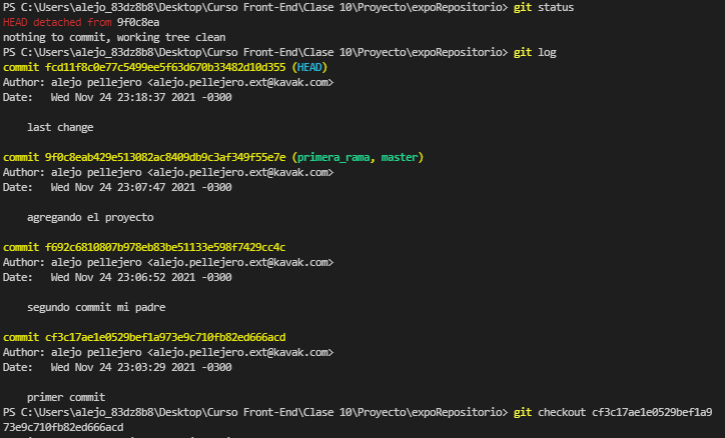 PS C:\Users\alejo_83dz8b8\Desktop\Curso Front-End\Clase 10\Proyecto\expoRepositorio> git status
HEAD detached from 9f0c8ea
nothing to commit, working tree clean
PS C:\Users\alejo_83dz8b8\Desktop\Curso Front-End\Clase 10\Proyecto\expoRepositorio> git log
commit fcd11f8c0e77c5499ee5f63d670b33482d10d355 (HEAD)
Author: alejo pellejero <alejo.pellejero.ext@kavak.com>
Date:   Wed Nov 24 23:18:37 2021 -0300
    last change
commit 9f0c8eab429e513082ac8409db9c3af349f55e7e (primera_rama, master)
Author: alejo pellejero <alejo.pellejero.ext@kavak.com>
Date:   Wed Nov 24 23:07:47 2021 -0300
    agregando el proyecto
commit f692c6810807b978eb83be51133e598f7429cc4c
Author: alejo pellejero <alejo.pellejero.ext@kavak.com>
Date:   Wed Nov 24 23:06:52 2021 -0300
    segundo commit mi padre
commit cf3c17ae1e0529bef1a973e9c710fb82ed666acd
Author: alejo pellejero <alejo.pellejero.ext@kavak.com>
Date:   Wed Nov 24 23:03:29 2021 -0300
    primer commit
PS C:\Users\alejo_83dz8b8\Desktop\Curso Front-End\Clase 10\Proyecto\expoRepositorio> git checkout cf3c17ae1e0529bef1a9
73e9c710fb82ed666acd